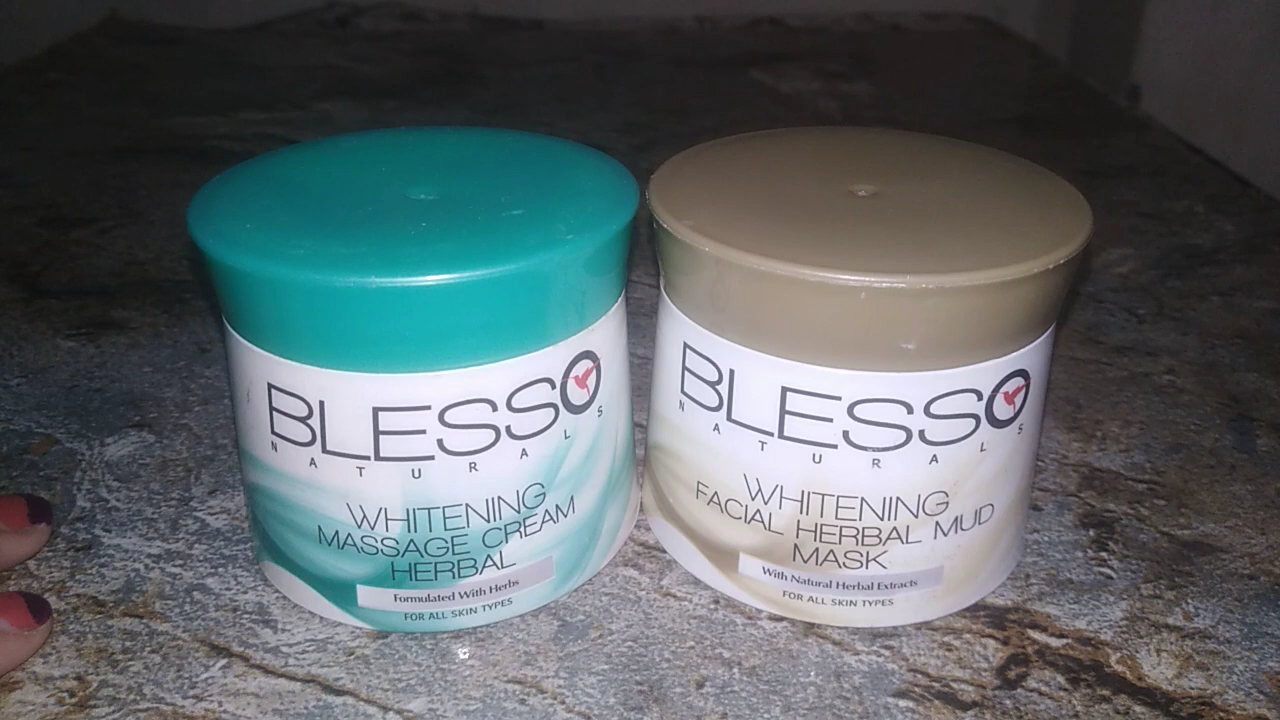 BLESSO
NATURALS
WHITENING
MASSAGE CREAM
HERBAL
Formulated With Herbs
FOR ALL SKIN TYPES
BLESSO
NATURALS
WHITENING
FACIAL HERBAL MUD
MASK
With Natural Herbal Extracts
FOR ALL SKIN TYPES